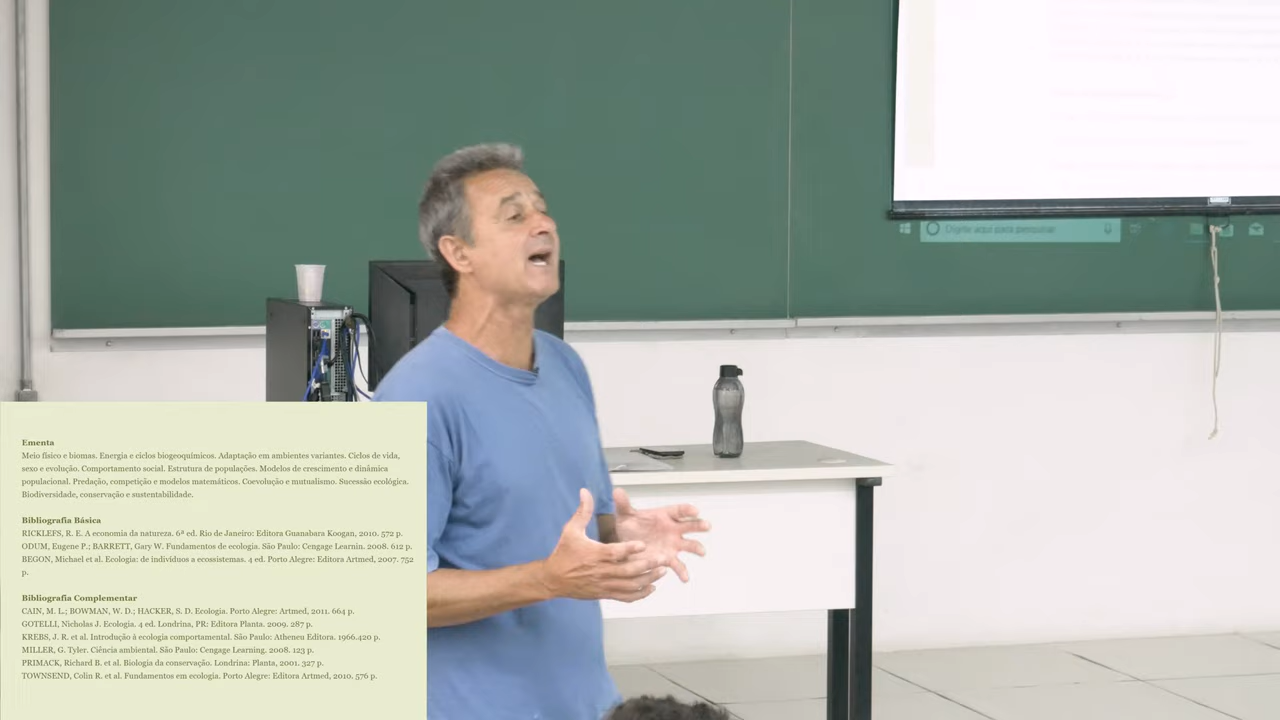 Digite aqui para pesquisar
Ementa
Meio físico e biomas. Energia e ciclos biogeoquímicos. Adaptação em ambientes variantes. Ciclos de vida,
sexo e evolução. Comportamento social. Estrutura de populações. Modelos de crescimento e dinâmica
populacional. Predação, competição e modelos matemáticos. Coevolução e mutualismo. Sucessão ecológica.
Biodiversidade, conservação e sustentabilidade.
Bibliografia Básica
RICKLEFS, R. E. A economia da natureza. 6ª ed. Rio de Janeiro: Editora Guanabara Koogan, 2010. 572 p.
ODUM, Eugene P.; BARRETT, Gary W. Fundamentos de ecologia. São Paulo: Cengage Learnin. 2008. 612 p.
BEGON, Michael et al. Ecologia: de indivíduos a ecossistemas. 4 ed. Porto Alegre: Editora Artmed, 2007. 752
p.
Bibliografia Complementar
CAIN, M. L.; BOWMAN, W. D.; HACKER, S. D. Ecologia. Porto Alegre: Artmed, 2011. 664 p.
GOTELLI, Nicholas J. Ecologia. 4 ed. Londrina, PR: Editora Planta. 2009. 287 p.
KREBS, J. R. et al. Introdução à ecologia comportamental. São Paulo: Atheneu Editora. 1966.420 p.
MILLER, G. Tyler. Ciência ambiental. São Paulo: Cengage Learning. 2008. 123 p.
PRIMACK, Richard B. et al. Biologia da conservação. Londrina: Planta, 2001. 327 p.
TOWNSEND, Colin R. et al. Fundamentos em ecologia. Porto Alegre: Editora Artmed, 2010. 576 p.